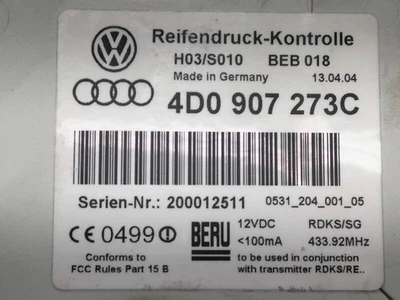 Reifendruck-Kontrolle
H03/S010 BEB 018
Made in Germany 13.04.04
4D0 907 273C
Serien-Nr.: 200012511 0531_204_001_05
CE 0499 BERU 12VDC RDKS/SG
<100mA 433.92MHz
Conforms to
FCC Rules Part 15 B
to be used in conjunction
with transmitter RDKS/RE..